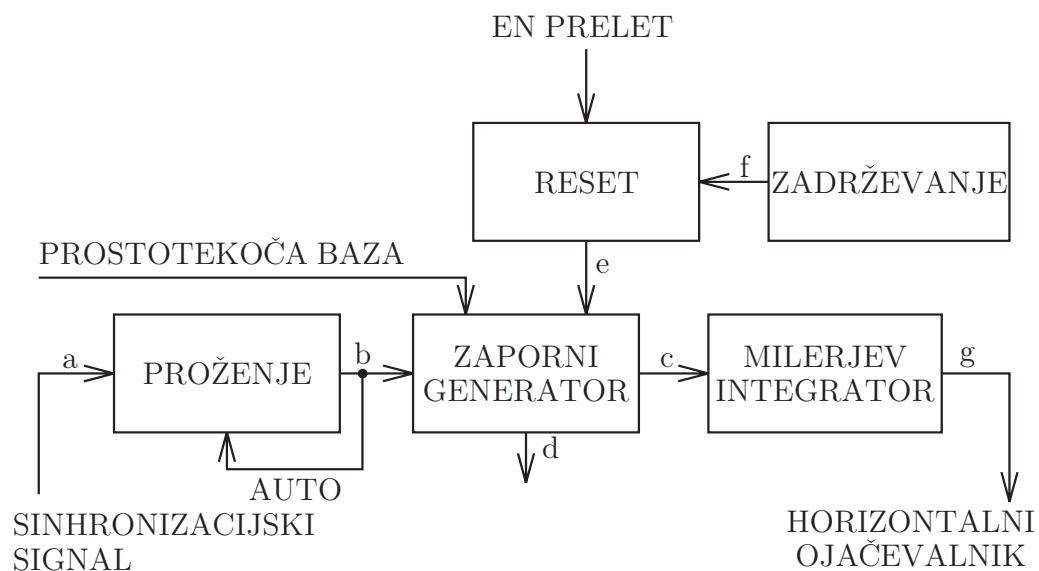 EN PRELET
RESET
f
ZADRŽEVANJE
PROSTOTEKOČA BAZA
e
a
PROŽENJE
b
ZAPORNI
GENERATOR
c
MILERJEV
INTEGRATOR
g
d
AUTO
SINHRONIZACIJSKI
SIGNAL
HORIZONTALNI
OJAČEVALNIK